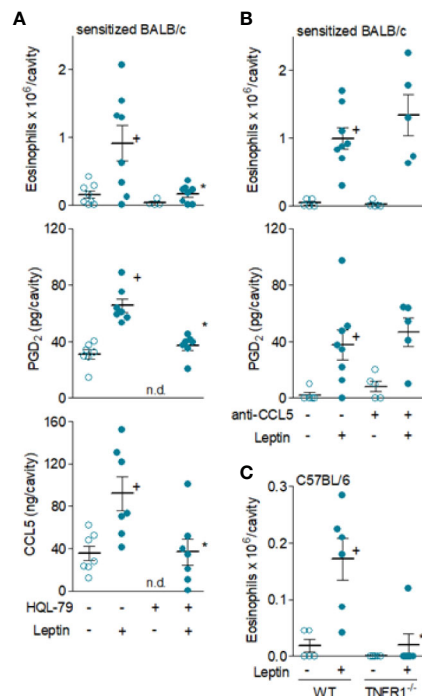 A
sensitized BALB/c
Eosinophils x 10⁶/cavity
2
1
0
+
*
PGD₂ (pg/cavity)
120
80
40
0
+
*
n.d.
CCL5 (ng/cavity)
160
120
80
40
0
+
*
n.d.
HQL-79 - - + +
Leptin - + - +
B
sensitized BALB/c
Eosinophils x 10⁶/cavity
2
1
0
+
PGD₂ (pg/cavity)
120
80
40
0
+
anti-CCL5 - - + +
Leptin - + - +
C
C57BL/6
Eosinophils x 10⁶/cavity
0.3
0.2
0.1
0.0
+
*
Leptin - + - +
WT TNFR1⁻/⁻